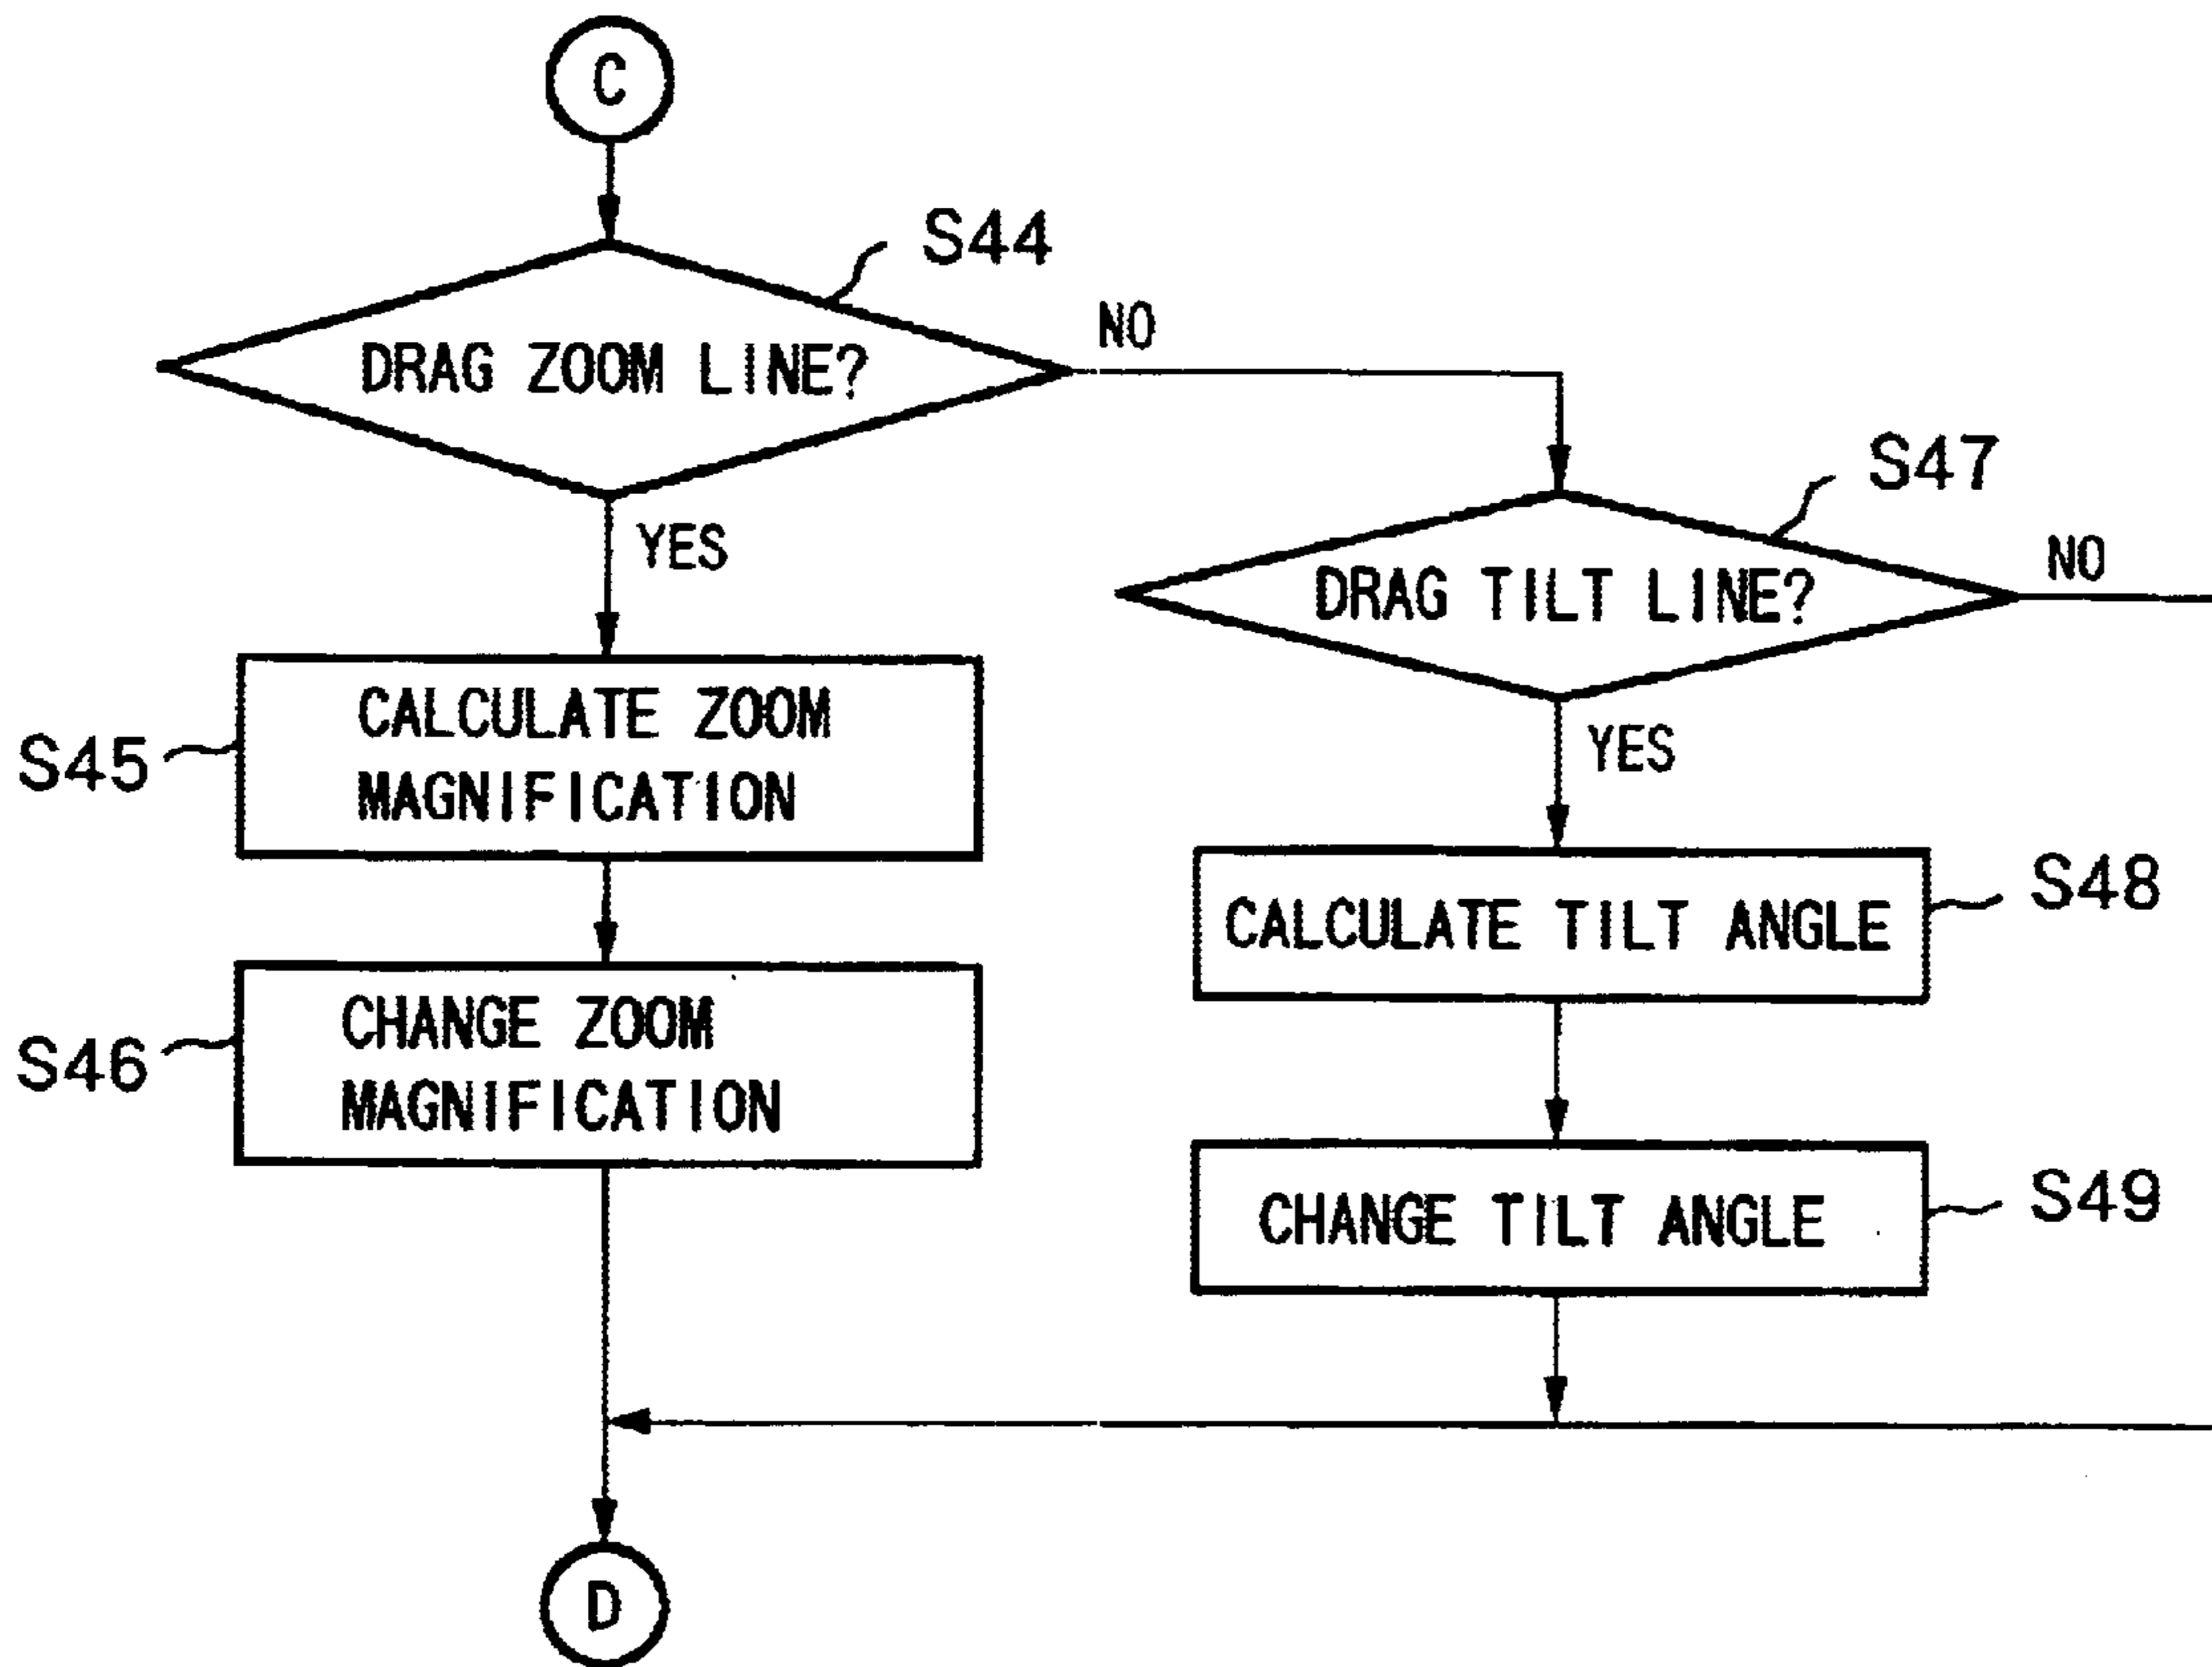 C
S44
DRAG ZOOM LINE?
NO
YES
S47
DRAG TILT LINE?
NO
YES
S45
CALCULATE ZOOM
MAGNIFICATION
S48
CALCULATE TILT ANGLE
S46
CHANGE ZOOM
MAGNIFICATION
S49
CHANGE TILT ANGLE
D